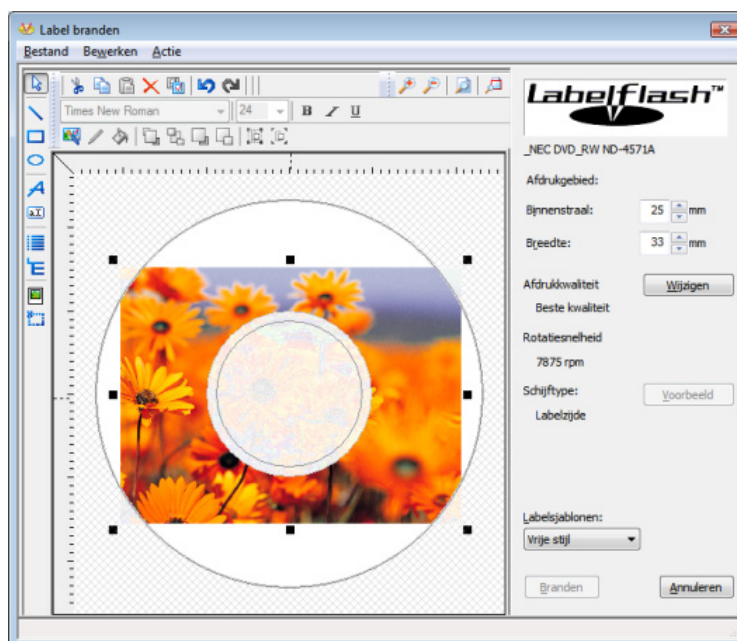 Label branden
Bestand Bewerken Actie
Times New Roman 24 B I U
Labelflash™
_NEC DVD_RW ND-4571A
Afdrukgebied:
Binnenstraal: 25 mm
Breedte: 33 mm
Afdrukkwaliteit Wijzigen
Beste kwaliteit
Rotatiesnelheid
7875 rpm
Schijftype: Voorbeeld
Labelzijde
Labelsjablonen:
Vrije stijl
Branden Annuleren